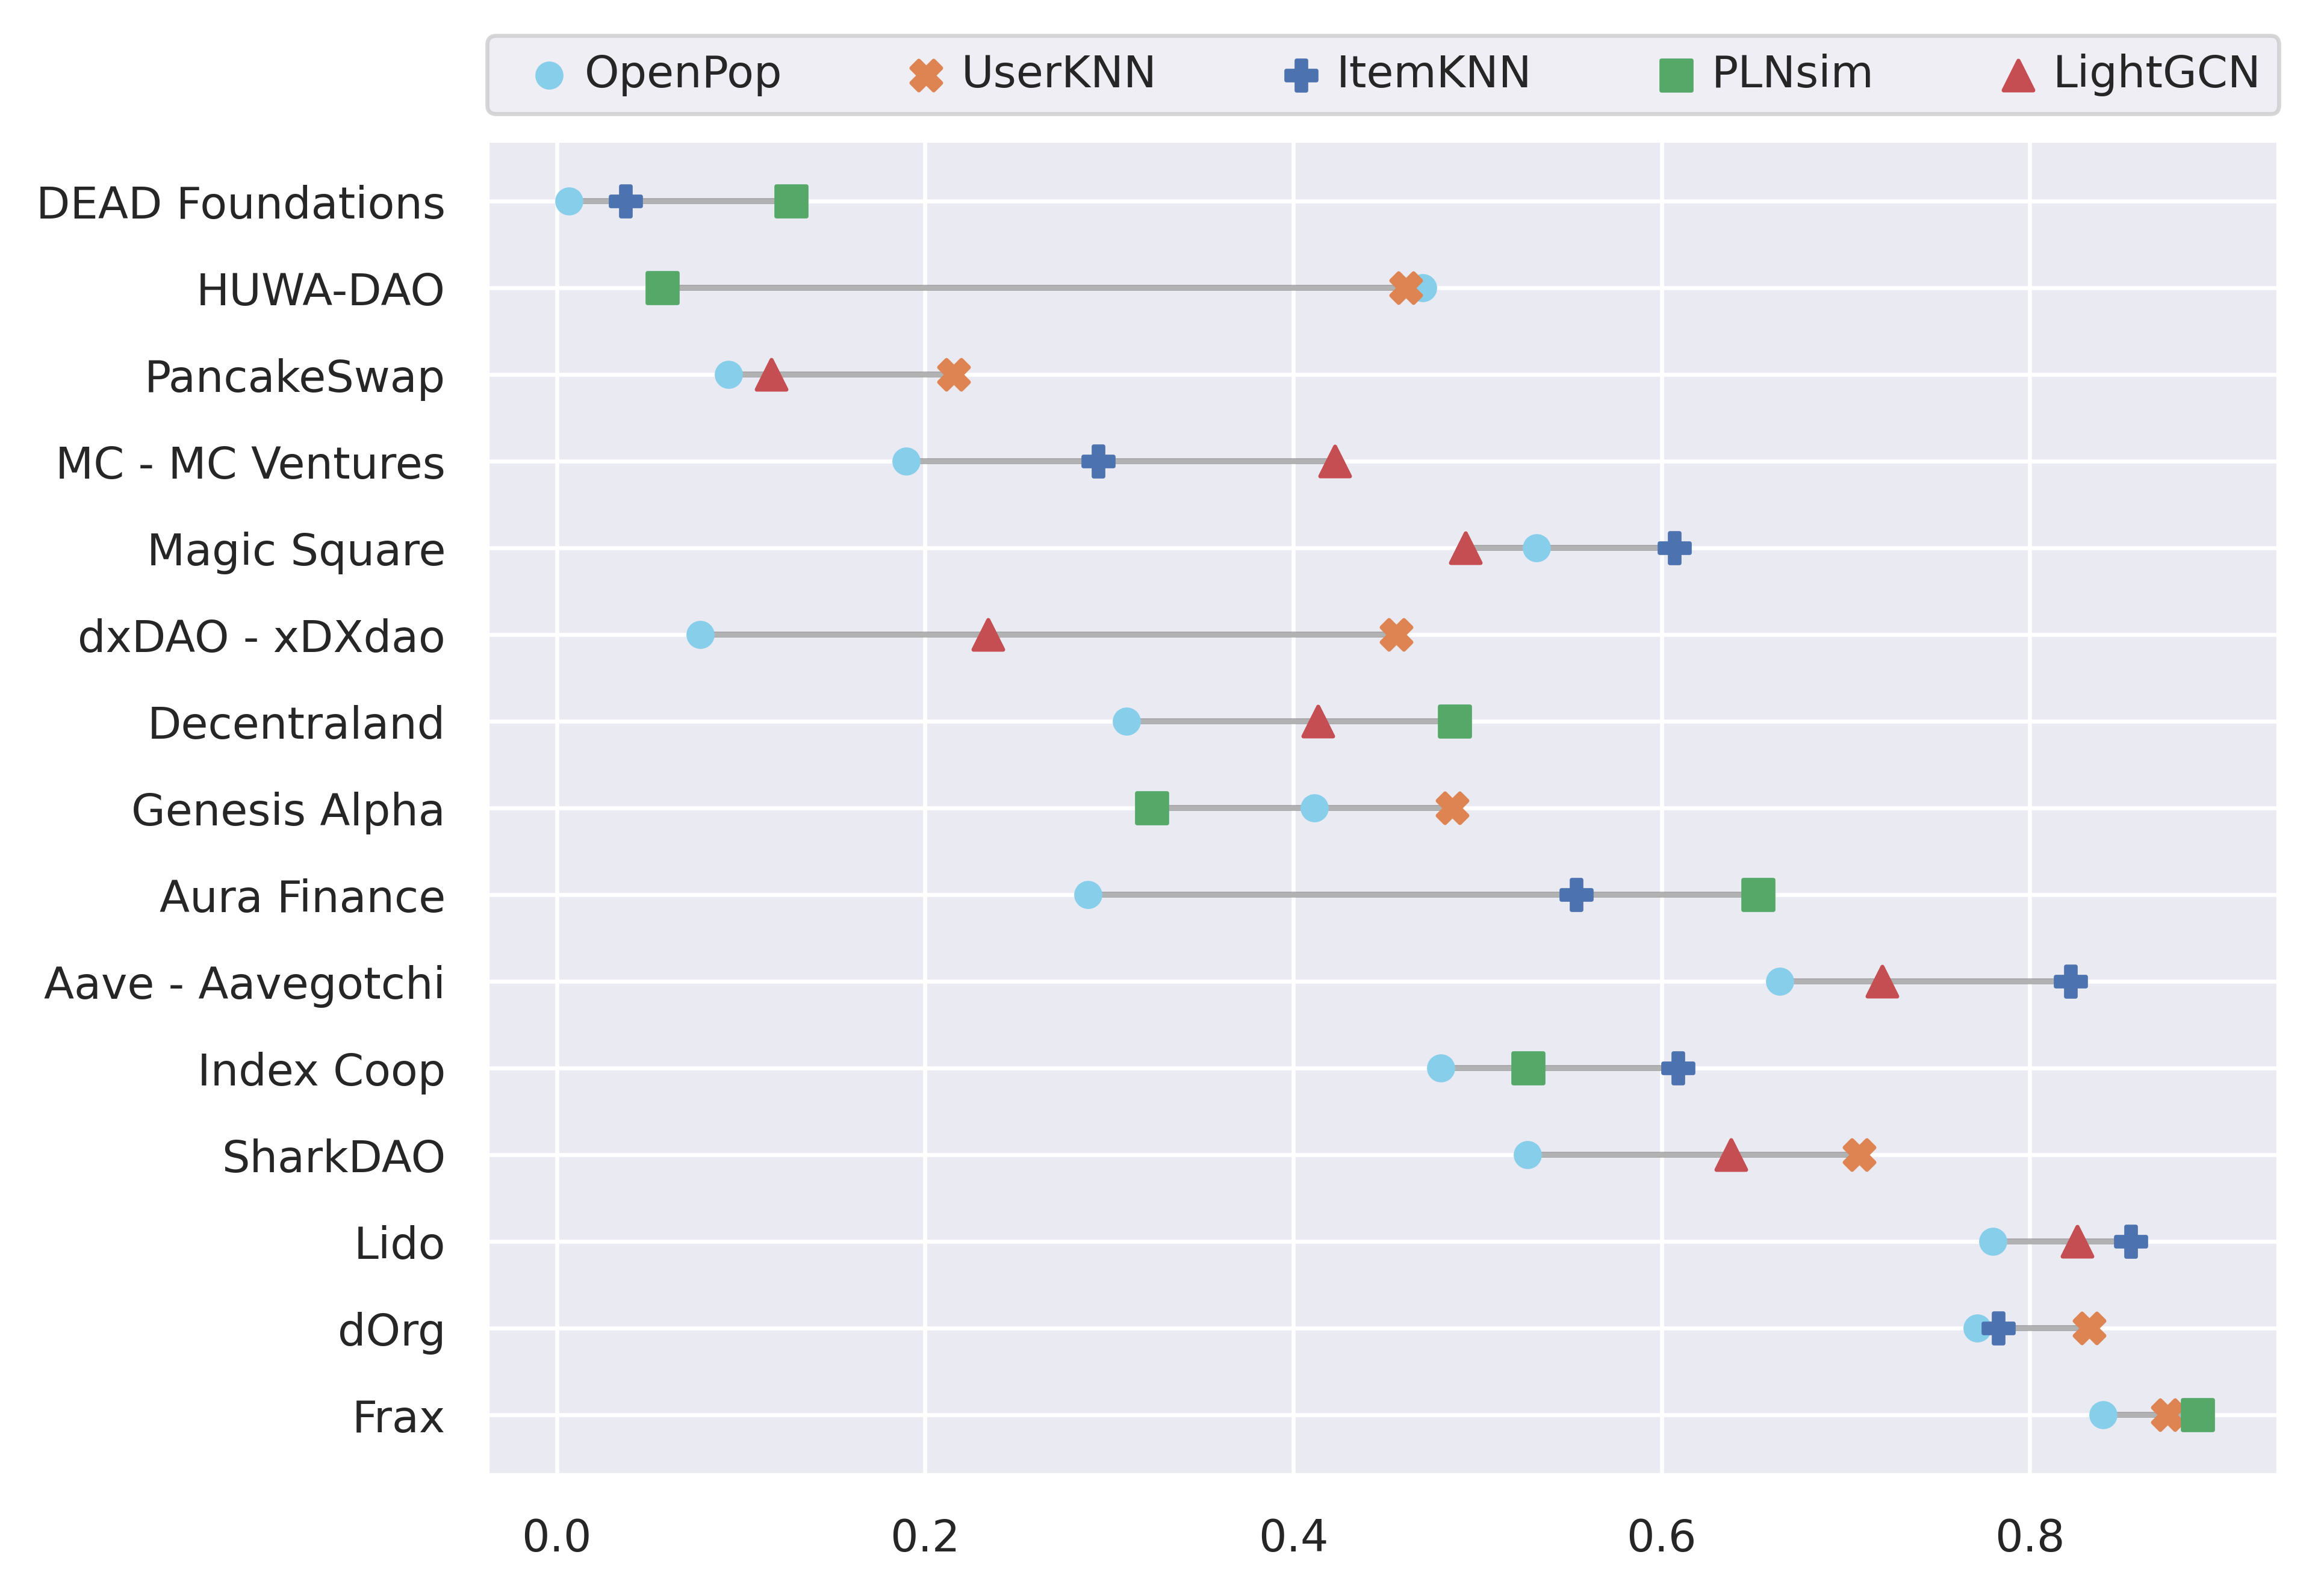 OpenPop UserKNN ItemKNN PLNsim LightGCN
DEAD Foundations
HUWA-DAO
PancakeSwap
MC - MC Ventures
Magic Square
dxDAO - xDXdao
Decentraland
Genesis Alpha
Aura Finance
Aave - Aavegotchi
Index Coop
SharkDAO
Lido
dOrg
Frax
0.0 0.2 0.4 0.6 0.8